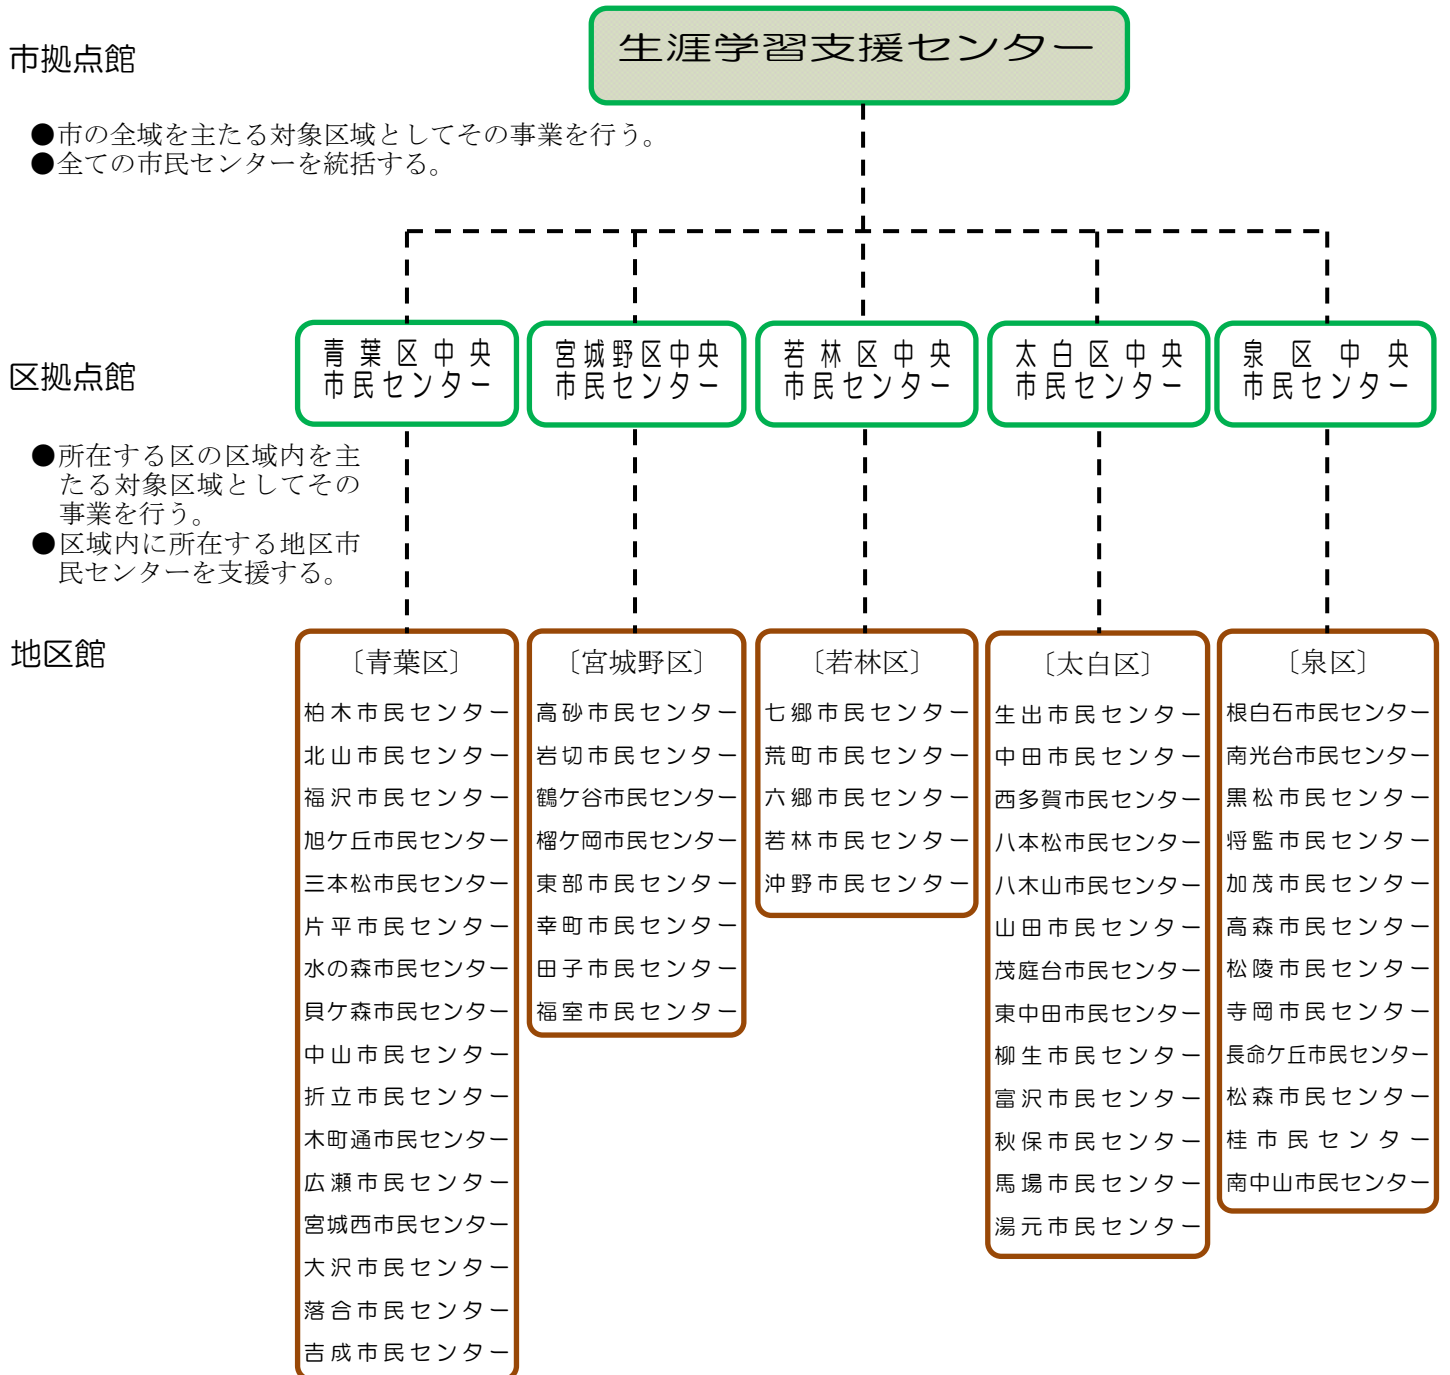 市拠点館
生涯学習支援センター
●市の全域を主たる対象区域としてその事業を行う。
●全ての市民センターを統括する。
区拠点館
青葉区中央
市民センター
宮城野区中央
市民センター
若林区中央
市民センター
太白区中央
市民センター
泉区中央
市民センター
●所在する区の区域内を主
たる対象区域としてその
事業を行う。
●区域内に所在する地区市
民センターを支援する。
地区館
〔青葉区〕
柏木市民センター
北山市民センター
福沢市民センター
旭ケ丘市民センター
三本松市民センター
片平市民センター
水の森市民センター
貝ケ森市民センター
中山市民センター
折立市民センター
木町通市民センター
広瀬市民センター
宮城西市民センター
大沢市民センター
落合市民センター
吉成市民センター
〔宮城野区〕
高砂市民センター
岩切市民センター
鶴ケ谷市民センター
榴ケ岡市民センター
東部市民センター
幸町市民センター
田子市民センター
福室市民センター
〔若林区〕
七郷市民センター
荒町市民センター
六郷市民センター
若林市民センター
沖野市民センター
〔太白区〕
生出市民センター
中田市民センター
西多賀市民センター
八本松市民センター
八木山市民センター
山田市民センター
茂庭台市民センター
東中田市民センター
柳生市民センター
富沢市民センター
秋保市民センター
馬場市民センター
湯元市民センター
〔泉区〕
根白石市民センター
南光台市民センター
黒松市民センター
将監市民センター
加茂市民センター
高森市民センター
松陵市民センター
寺岡市民センター
長命ケ丘市民センター
松森市民センター
桂市民センター
南中山市民センター